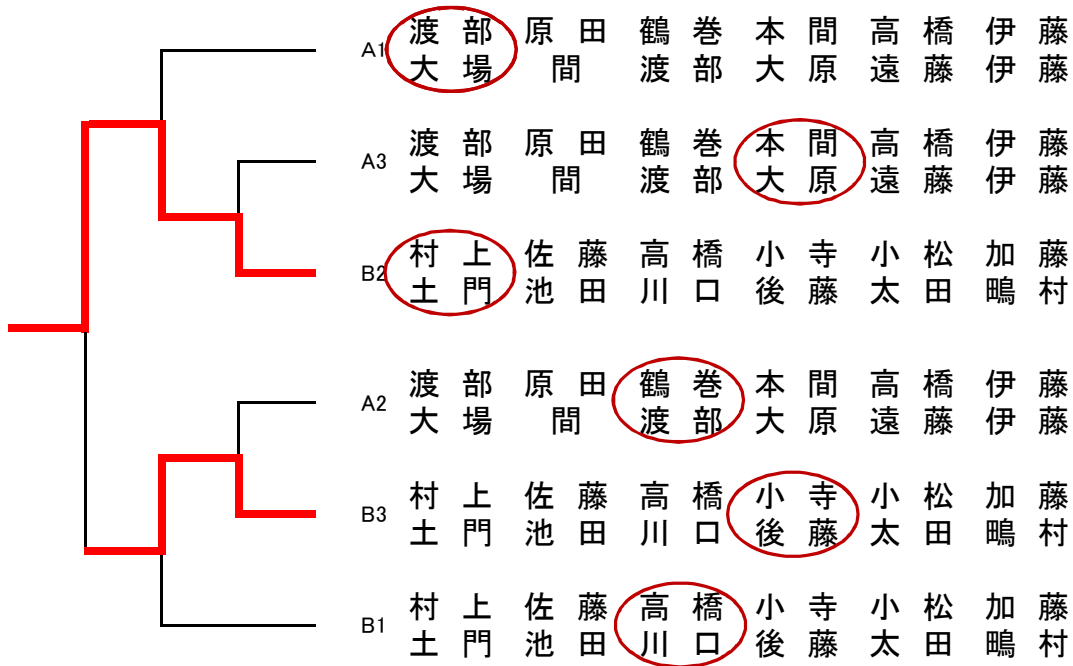 A1 渡部 原田 鶴巻 本間 高橋 伊藤
大場 間 渡部 大原 遠藤 伊藤
A3 渡部 原田 鶴巻 本間 高橋 伊藤
大場 間 渡部 大原 遠藤 伊藤
B2 村上 佐藤 高橋 小寺 小松 加藤
土門 池田 川口 後藤 太田 鴫村
A2 渡部 原田 鶴巻 本間 高橋 伊藤
大場 間 渡部 大原 遠藤 伊藤
B3 村上 佐藤 高橋 小寺 小松 加藤
土門 池田 川口 後藤 太田 鴫村
B1 村上 佐藤 高橋 小寺 小松 加藤
土門 池田 川口 後藤 太田 鴫村